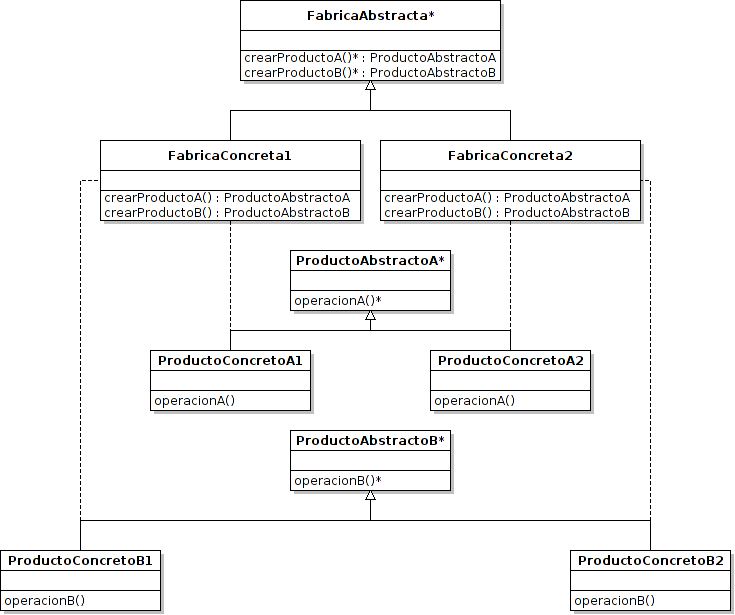 FabricaAbstracta*
crearProductoA()* : ProductoAbstractoA
crearProductoB()* : ProductoAbstractoB
FabricaConcreta1
crearProductoA() : ProductoAbstractoA
crearProductoB() : ProductoAbstractoB
FabricaConcreta2
crearProductoA() : ProductoAbstractoA
crearProductoB() : ProductoAbstractoB
ProductoAbstractoA*
operacionA()*
ProductoConcretoA1
operacionA()
ProductoConcretoA2
operacionA()
ProductoAbstractoB*
operacionB()*
ProductoConcretoB1
operacionB()
ProductoConcretoB2
operacionB()